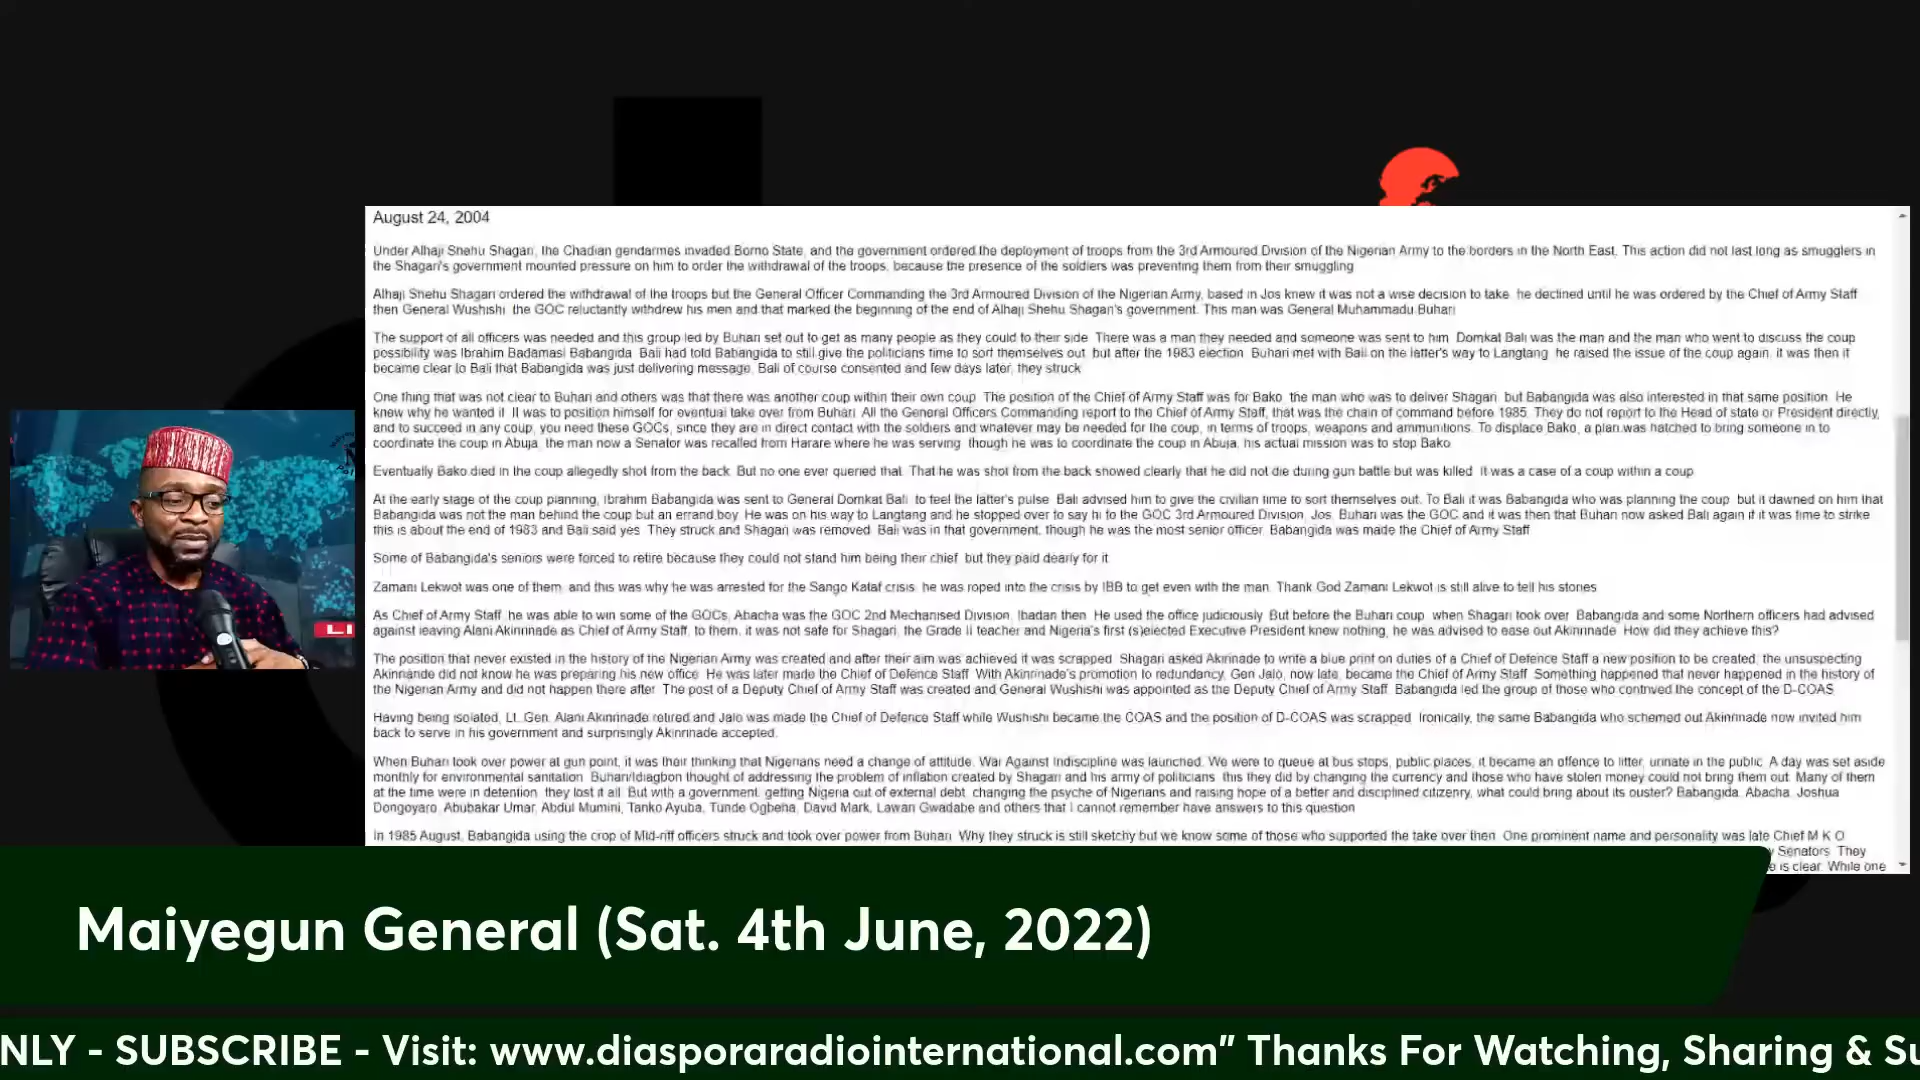 August 24, 2004
Under Alhaji Shehu Shagari, the Chadian gendarmes invaded Borno State, and the government ordered the deployment of troops from the 3rd Armoured Division of the Nigerian Army to the borders in the North East. This action did not last long as smugglers in
the Shagari's government mounted pressure on him to order the withdrawal of the troops, because the presence of the soldiers was preventing them from their smuggling
Alhaji Shehu Shagari ordered the withdrawal of the troops but the General Officer Commanding the 3rd Armoured Division of the Nigerian Army, based in Jos knew it was not a wise decision to take he declined until he was ordered by the Chief of Army Staff
then General Wushishi the GOC reluctantly withdrew his men and that marked the beginning of the end of Alhaji Shehu Shagari's government. This man was General Muhammadu Buhari
The support of all officers was needed and this group led by Buhari set out to get as many people as they could to their side There was a man they needed and someone was sent to him Domkat Bali was the man and the man who went to discuss the coup
possibility was Ibrahim Badamasi Babangida Bali had told Babangida to still give the politicians time to sort themselves out but after the 1983 election Buhari met with Bali on the latter's way to Langtang he raised the issue of the coup again, it was then it
became clear to Bali that Babangida was just delivering message, Bali of course consented and few days later, they struck
One thing that was not clear to Buhari and others was that there was another coup within their own coup The position of the Chief of Army Staff was for Bako, the man who was to deliver Shagari but Babangida was also interested in that same position. He
knew why he wanted it It was to position himself for eventual take over from Buhari All the General Officers Commanding report to the Chief of Army Staff, that was the chain of command before 1985. They do not report to the Head of state or President directly,
and to succeed in any coup, you need these GOCs, since they are in direct contact with the soldiers and whatever may be needed for the coup, in terms of troops, weapons and ammunitions. To displace Bako, a plan was hatched to bring someone in to
coordinate the coup in Abuja, the man now a Senator was recalled from Harare where he was serving though he was to coordinate the coup in Abuja, his actual mission was to stop Bako
Eventually Bako died in the coup allegedly shot from the back But no one ever queried that. That he was shot from the back showed clearly that he did not die during gun battle but was killed It was a case of a coup within a coup
At the early stage of the coup planning, Ibrahim Babangida was sent to General Domkat Bali to feel the latter's pulse Bali advised him to give the civilian time to sort themselves out. To Bali it was Babangida who was planning the coup but it dawned on him that
Babangida was not the man behind the coup but an errand boy He was on his way to Langtang and he stopped over to say hi to the GOC 3rd Armoured Division, Jos. Buhari was the GOC and it was then that Buhari now asked Bali again if it was time to strike
this is about the end of 1983 and Bali said yes They struck and Shagari was removed Bali was in that government, though he was the most senior officer. Babangida was made the Chief of Army Staff
Some of Babangida's seniors were forced to retire because they could not stand him being their chief but they paid dearly for it
Zamani Lekwot was one of them and this was why he was arrested for the Sango Kataf crisis he was roped into the crisis by IBB to get even with the man Thank God Zamani Lekwot is still alive to tell his stories
As Chief of Army Staff he was able to win some of the GOCs, Abacha was the GOC 2nd Mechanised Division, Ibadan then He used the office judiciously But before the Buhari coup when Shagari took over Babangida and some Northern officers had advised
against leaving Alani Akinrinade as Chief of Army Staff, to them, it was not safe for Shagari, the Grade II teacher and Nigeria's first (s)elected Executive President knew nothing, he was advised to ease out Akinrinade How did they achieve this?
The position that never existed in the history of the Nigerian Army was created and after their aim was achieved it was scrapped Shagari asked Akinrinade to write a blue print on duties of a Chief of Defence Staff a new position to be created, the unsuspecting
Akinrinade did not know he was preparing his new office He was later made the Chief of Defence Staff With Akinrinade's promotion to redundancy, Gen Jalo, now late, became the Chief of Army Staff Something happened that never happened in the history of
the Nigerian Army and did not happen there after The post of a Deputy Chief of Army Staff was created and General Wushishi was appointed as the Deputy Chief of Army Staff Babangida led the group of those who contrived the concept of the D-COAS
Having being isolated, Lt. Gen. Alani Akinrinade retired and Jalo was made the Chief of Defence Staff while Wushishi became the COAS and the position of D-COAS was scrapped Ironically, the same Babangida who schemed out Akinrinade now invited him
back to serve in his government and surprisingly Akinrinade accepted.
When Buhari took over power at gun point, it was their thinking that Nigerians need a change of attitude. War Against Indiscipline was launched. We were to queue at bus stops, public places, it became an offence to litter, urinate in the public. A day was set aside
monthly for environmental sanitation Buhari/Idiagbon thought of addressing the problem of inflation created by Shagari and his army of politicians this they did by changing the currency and those who have stolen money could not bring them out. Many of them
at the time were in detention they lost it all But with a government getting Nigeria out of external debt changing the psyche of Nigerians and raising hope of a better and disciplined citizenry, what could bring about its ouster? Babangida Abacha Joshua
Dongoyaro, Abubakar Umar, Abdul Mumini, Tanko Ayuba, Tunde Ogbeha, David Mark, Lawan Gwadabe and others that I cannot remember have answers to this question
In 1985 August, Babangida using the crop of Mid-riff officers struck and took over power from Buhari Why they struck is still sketchy but we know some of those who supported the take over then One prominent name and personality was late Chief M K O
Senators They
is clear While one
LI
Maiyegun General (Sat. 4th June, 2022)
NLY - SUBSCRIBE - Visit: www.diasporaradiointernational.com” Thanks For Watching, Sharing & Su